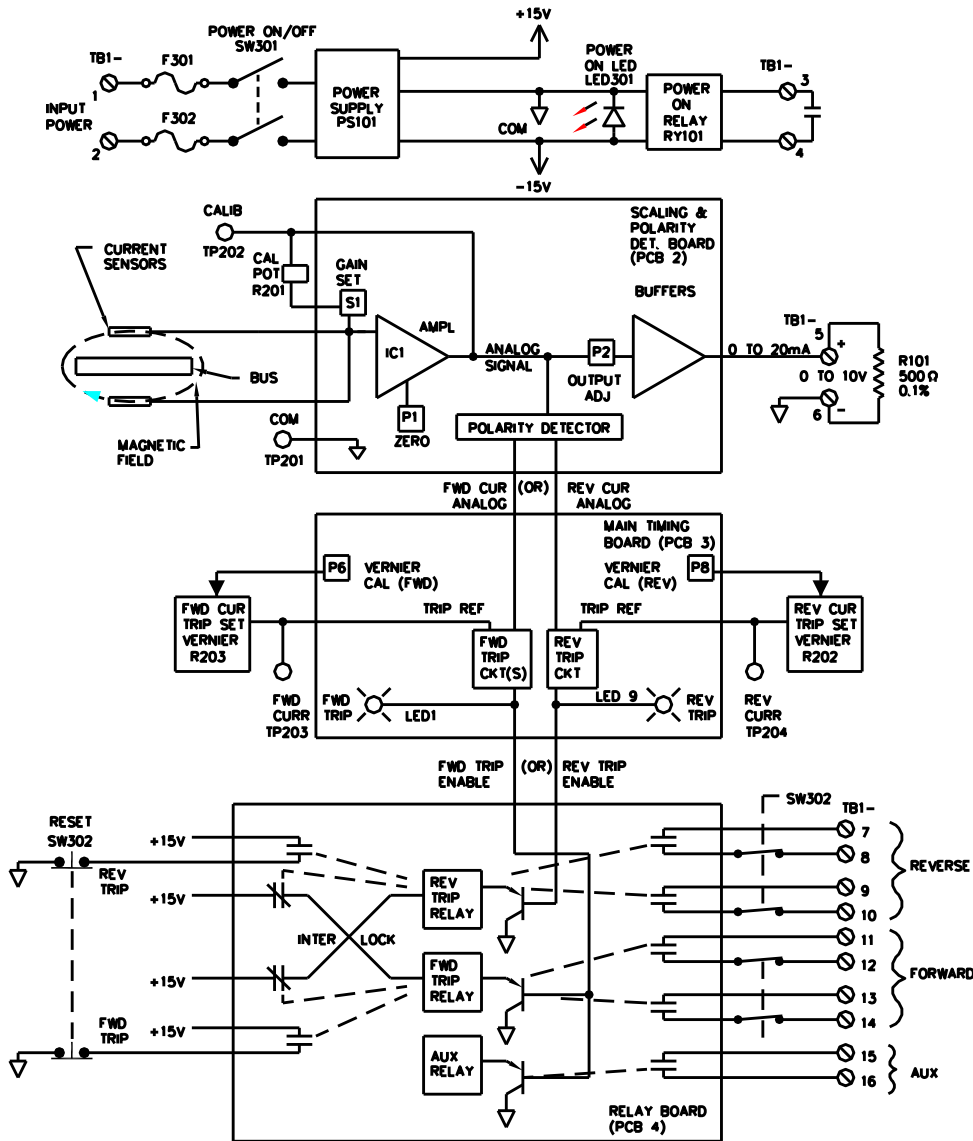 +15V
POWER ON/OFF
SW301
TB1-
F301
1
INPUT
POWER
F302
2
POWER
SUPPLY
PS101
COM
POWER
ON LED
LED301
POWER
ON
RELAY
RY101
TB1-
3
4
-15V
CALIB
TP202
CURRENT
SENSORS
CAL
POT
R201
GAIN
SET
S1
SCALING &
POLARITY
DET. BOARD
(PCB 2)
BUFFERS
AMPL
IC1
ANALOG
SIGNAL
P2
OUTPUT
ADJ
P1
ZERO
POLARITY DETECTOR
BUS
COM
TP201
MAGNETIC
FIELD
TB1-
5
+
0 TO 20mA
0 TO 10V
-
6
R101
500 Ω
0.1%
FWD CUR
ANALOG
(OR)
REV CUR
ANALOG
MAIN TIMING
BOARD (PCB 3)
P6
VERNIER
CAL (FWD)
VERNIER
CAL (REV)
P8
FWD CUR
TRIP SET
VERNIER
R203
TRIP REF
TRIP REF
REV CUR
TRIP SET
VERNIER
R202
FWD
TRIP
CKT(S)
REV
TRIP
CKT
FWD
CURR
TP203
FWD
TRIP
LED1
LED 9
REV
TRIP
REV
CURR
TP204
FWD TRIP
ENABLE
(OR)
REV TRIP
ENABLE
RESET
SW302
REV
TRIP
+15V
+15V
+15V
+15V
FWD
TRIP
INTER
LOCK
REV
TRIP
RELAY
FWD
TRIP
RELAY
AUX
RELAY
RELAY BOARD
(PCB 4)
SW302
TB1-
7
8
9
10
REVERSE
11
12
13
14
FORWARD
15
16
AUX